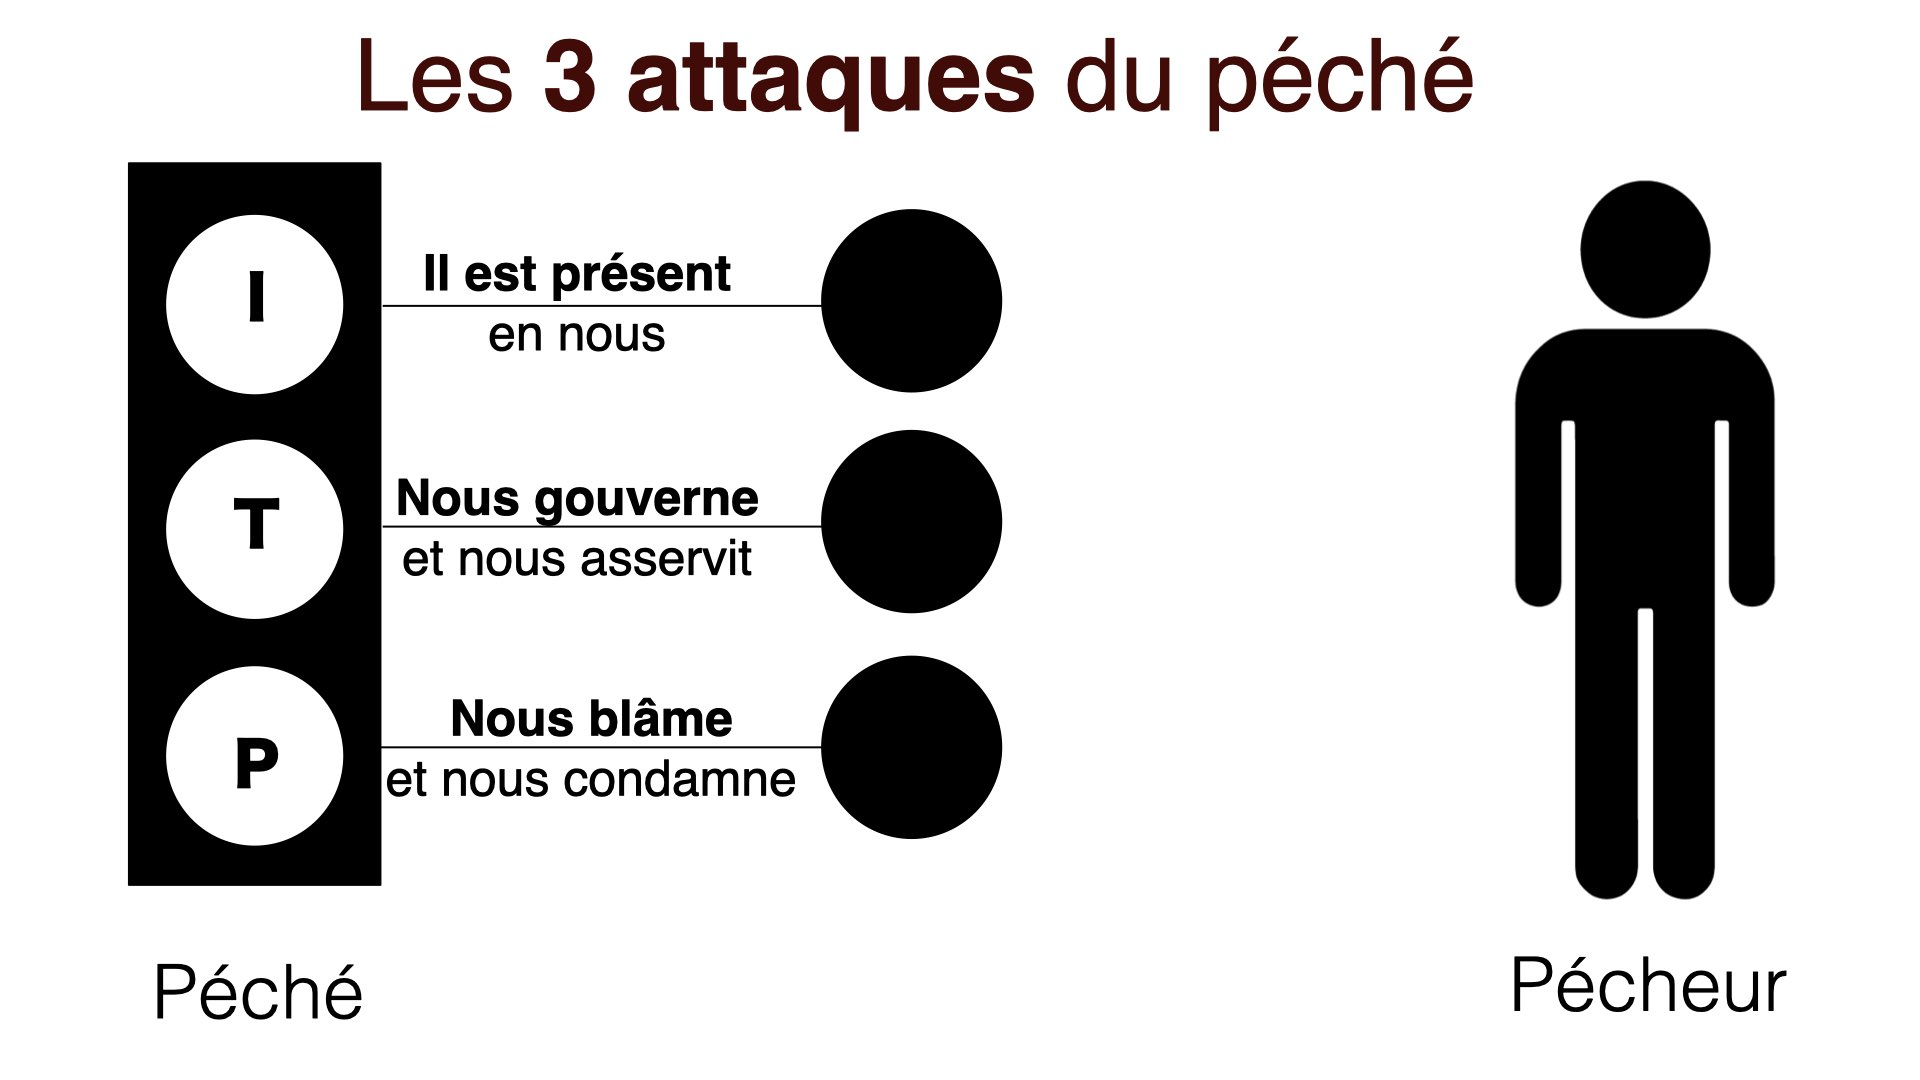 Les 3 attaques du péché
I
Il est présent
en nous
T
Nous gouverne
et nous asservit
P
Nous blâme
et nous condamne
Péché
Pécheur